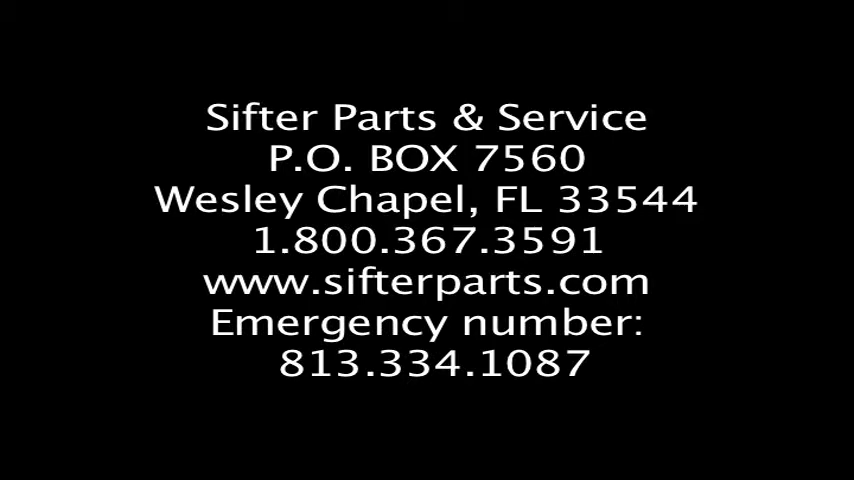 Sifter Parts & Service
P.O. BOX 7560
Wesley Chapel, FL 33544
1.800.367.3591
www.sifterparts.com
Emergency number:
813.334.1087